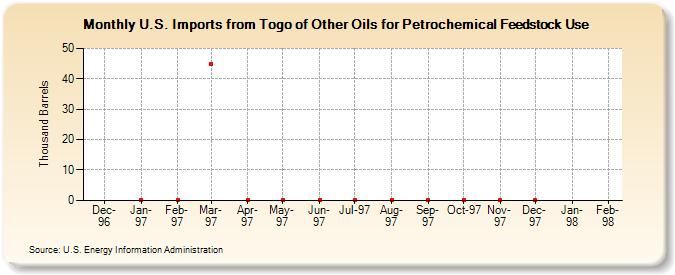 Monthly U.S. Imports from Togo of Other Oils for Petrochemical Feedstock Use
Thousand Barrels
50
40
30
20
10
0
Dec-96 Jan-97 Feb-97 Mar-97 Apr-97 May-97 Jun-97 Jul-97 Aug-97 Sep-97 Oct-97 Nov-97 Dec-97 Jan-98 Feb-98
Source: U.S. Energy Information Administration